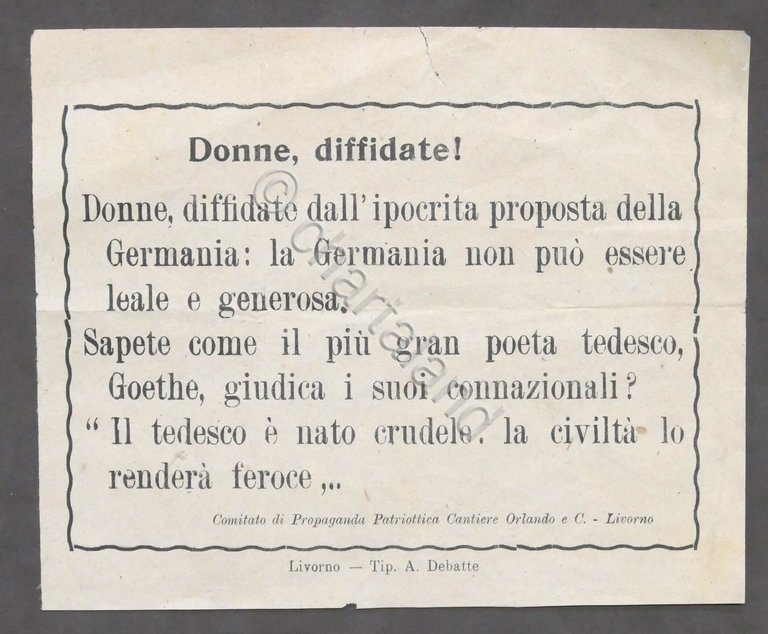 Donne, diffidate!
Donne, diffidate dall'ipocrita proposta della
Germania: la Germania non può essere
leale e generosa.
Sapete come il più gran poeta tedesco,
Goethe, giudica i suoi connazionali?
“ Il tedesco è nato crudele: la civiltà lo
renderà feroce „..
Comitato di Propaganda Patriottica Cantiere Orlando e C. - Livorno
Livorno — Tip. A. Debatte
© chartaland